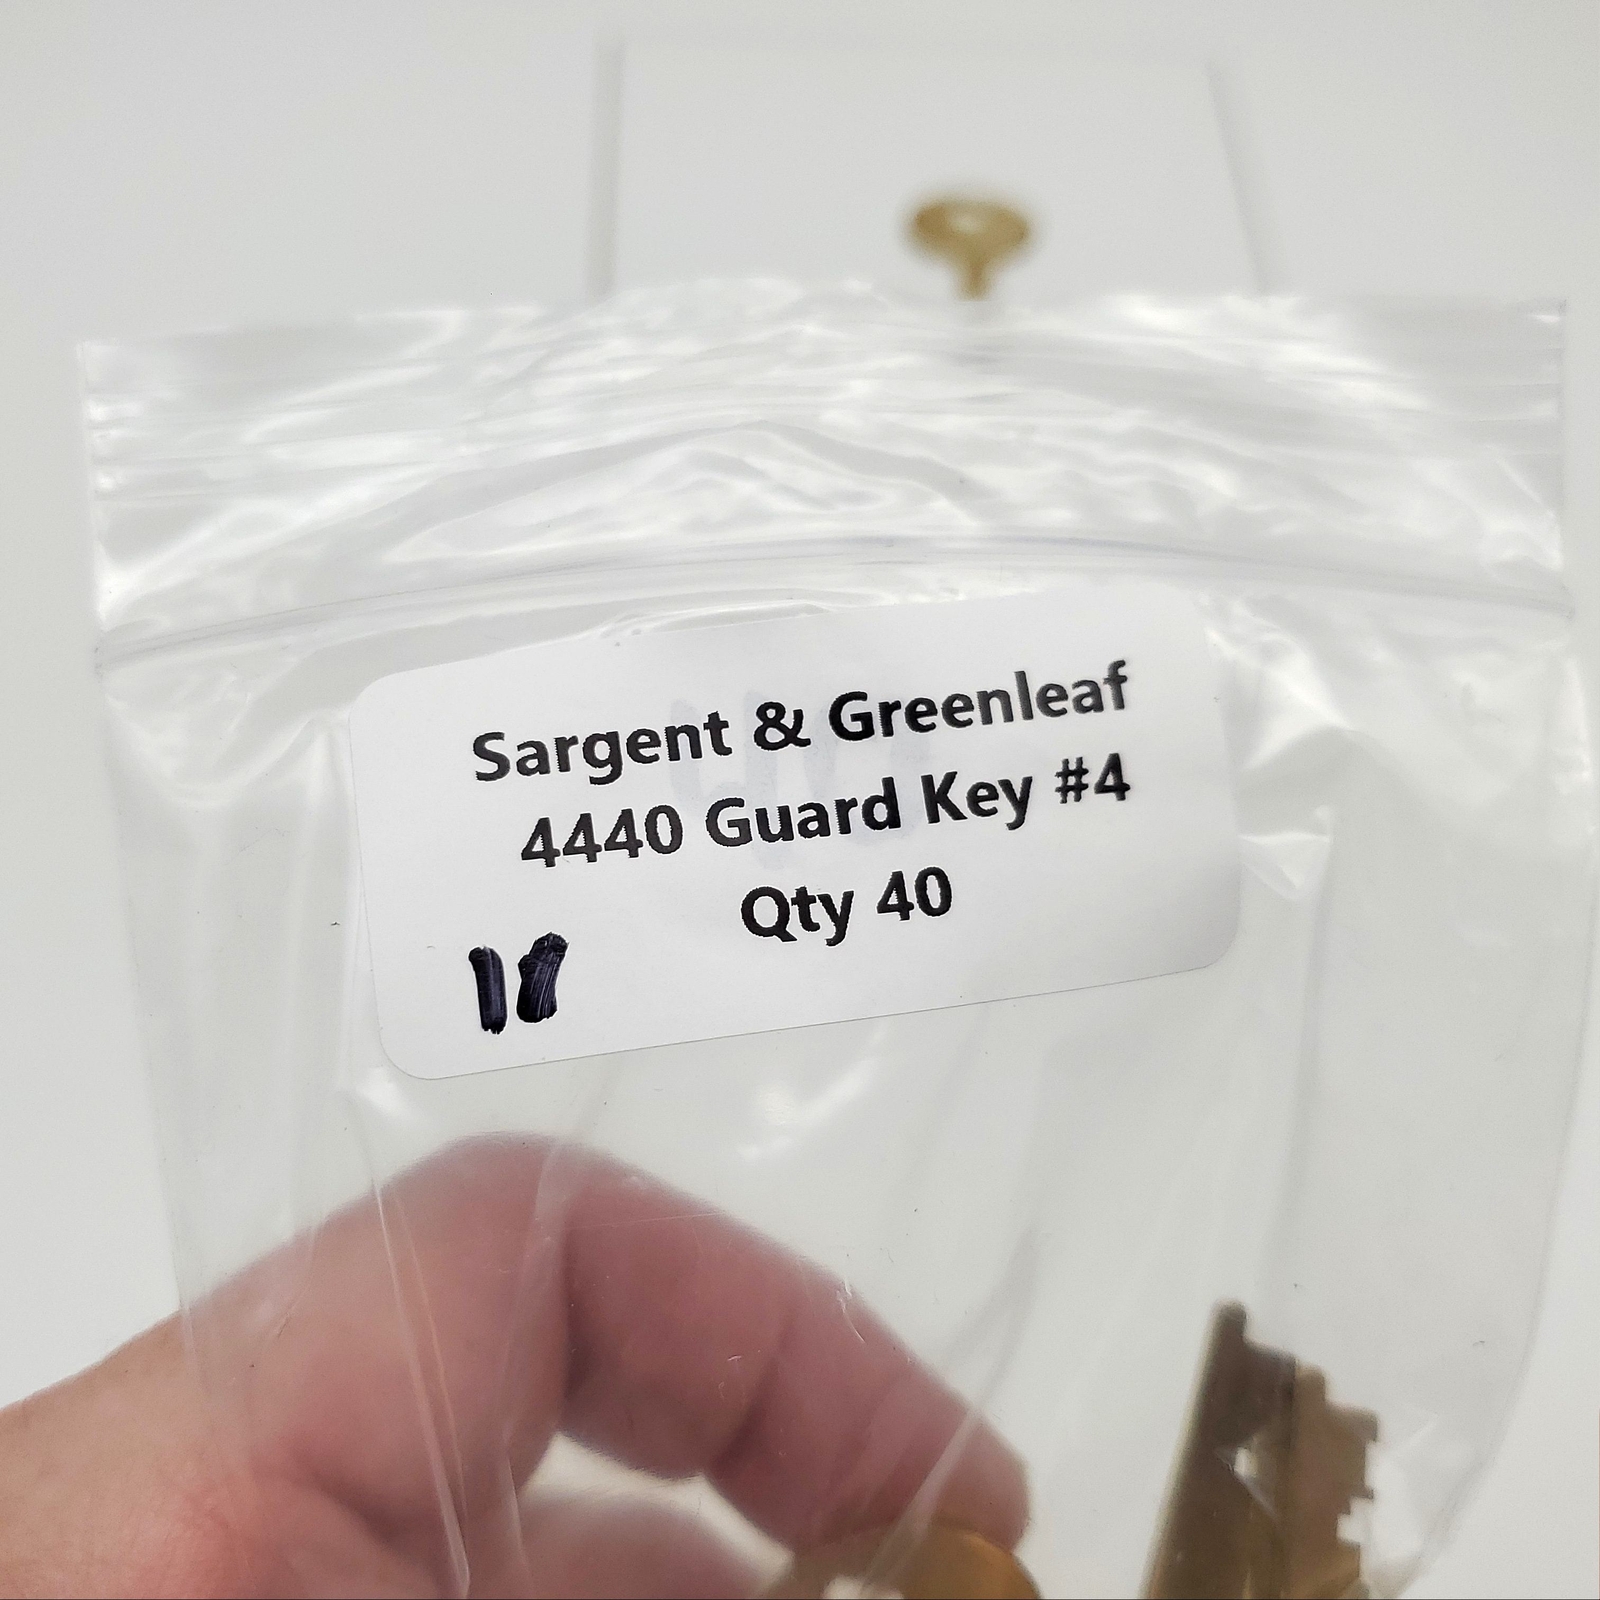 Sargent & Greenleaf
4440 Guard Key #4
Qty 40